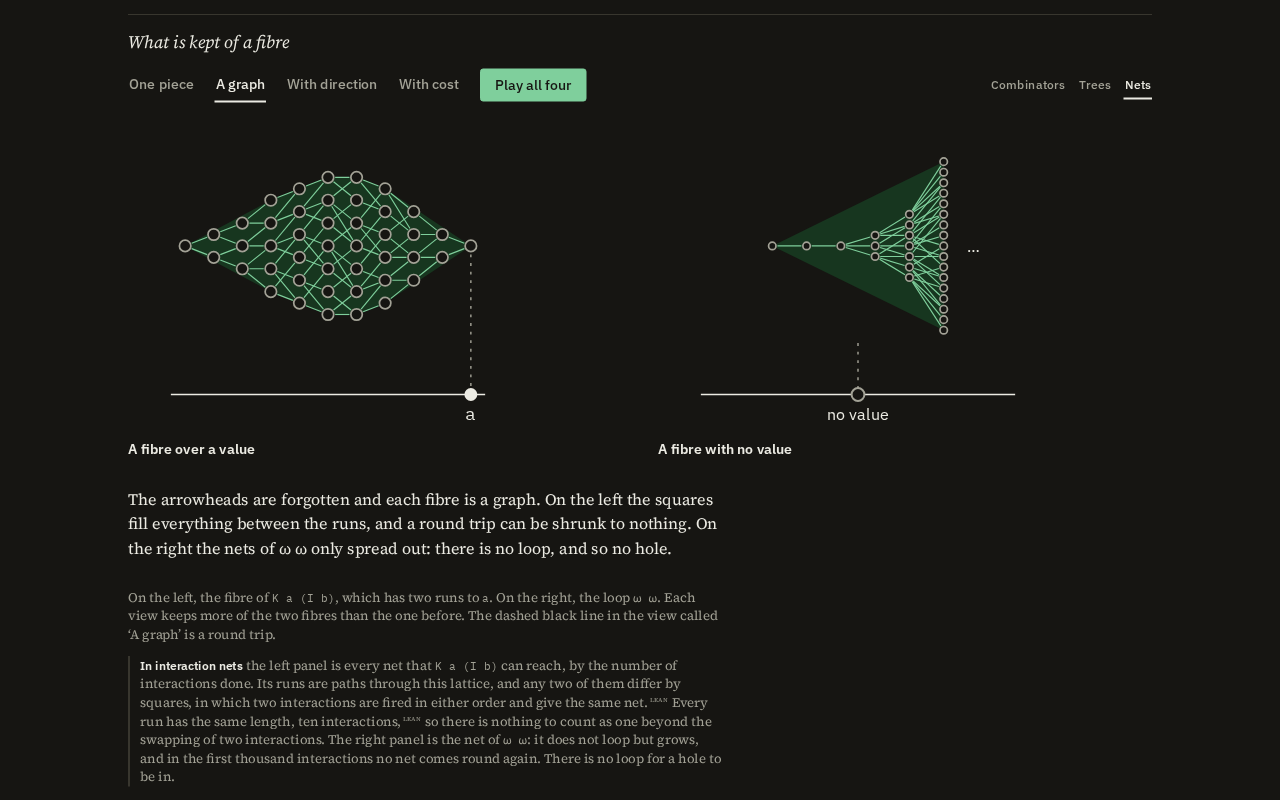 What is kept of a fibre
One piece A graph With direction With cost Play all four Combinators Trees Nets
...
a no value
A fibre over a value A fibre with no value
The arrowheads are forgotten and each fibre is a graph. On the left the squares
fill everything between the runs, and a round trip can be shrunk to nothing. On
the right the nets of ω ω only spread out: there is no loop, and so no hole.
On the left, the fibre of K a (I b), which has two runs to a. On the right, the loop ω ω. Each
view keeps more of the two fibres than the one before. The dashed black line in the view called
‘A graph’ is a round trip.
In interaction nets the left panel is every net that K a (I b) can reach, by the number of
interactions done. Its runs are paths through this lattice, and any two of them differ by
squares, in which two interactions are fired in either order and give the same net. LEAN Every
run has the same length, ten interactions, LEAN so there is nothing to count as one beyond the
swapping of two interactions. The right panel is the net of ω ω: it does not loop but grows,
and in the first thousand interactions no net comes round again. There is no loop for a hole to
be in.